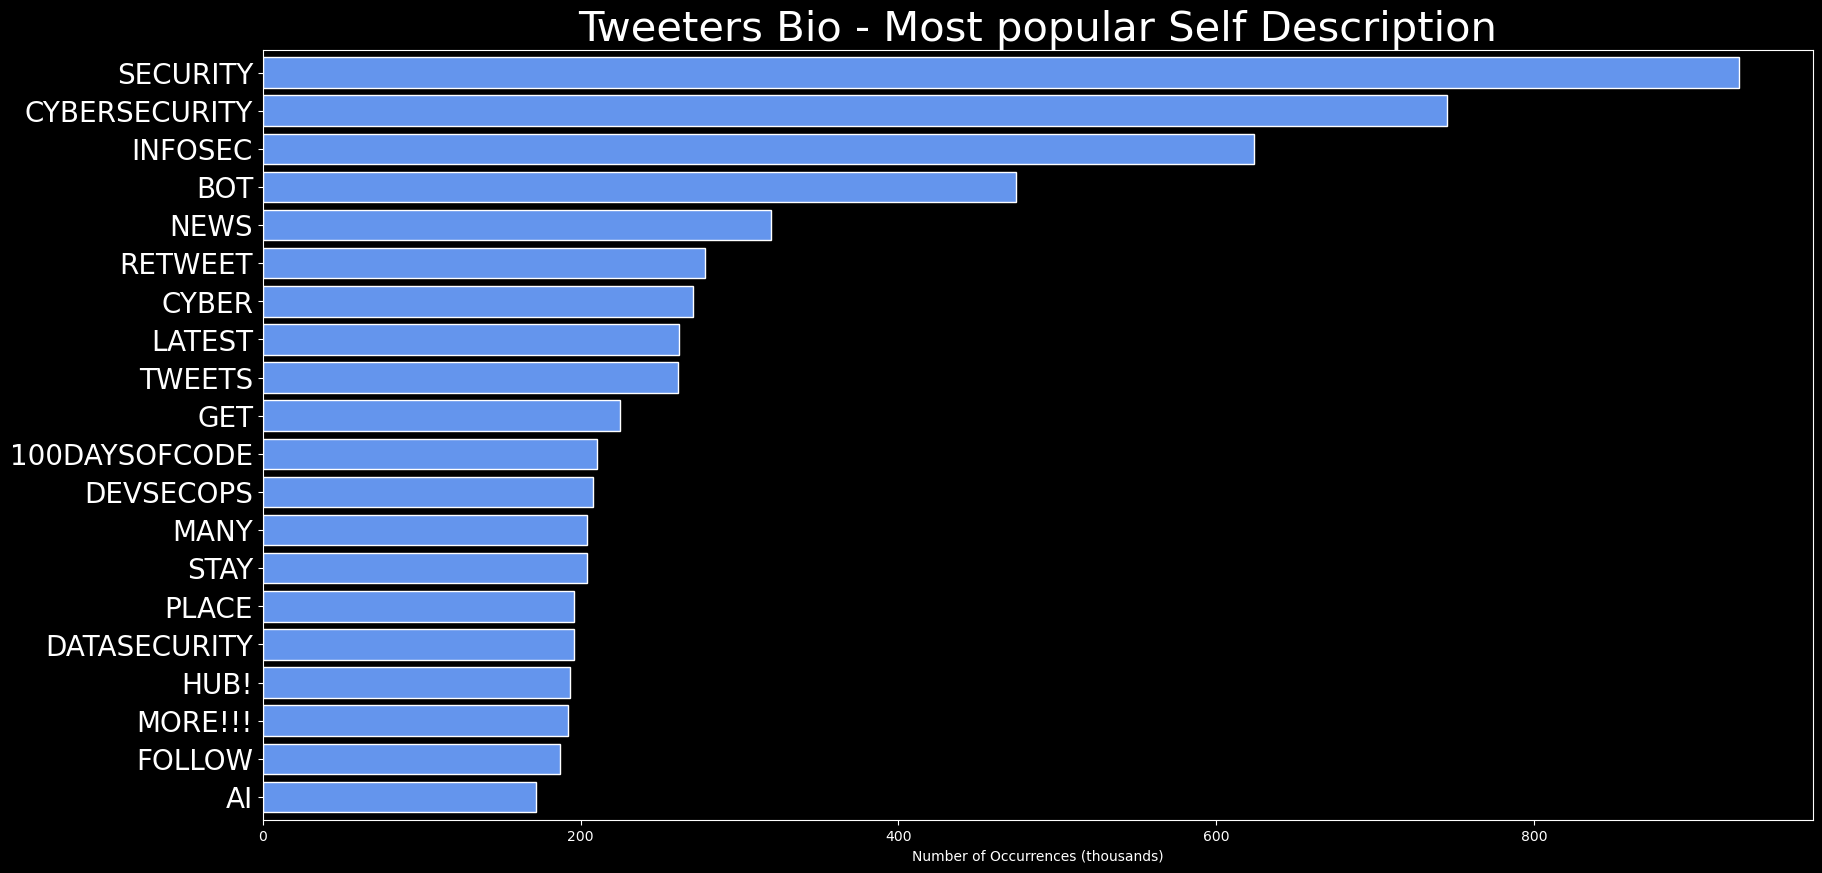 Tweeters Bio - Most popular Self Description
SECURITY
CYBERSECURITY
INFOSEC
BOT
NEWS
RETWEET
CYBER
LATEST
TWEETS
GET
100DAYSOFCODE
DEVSECOPS
MANY
STAY
PLACE
DATASECURITY
HUB!
MORE!!!
FOLLOW
AI
0 200 400 600 800
Number of Occurrences (thousands)